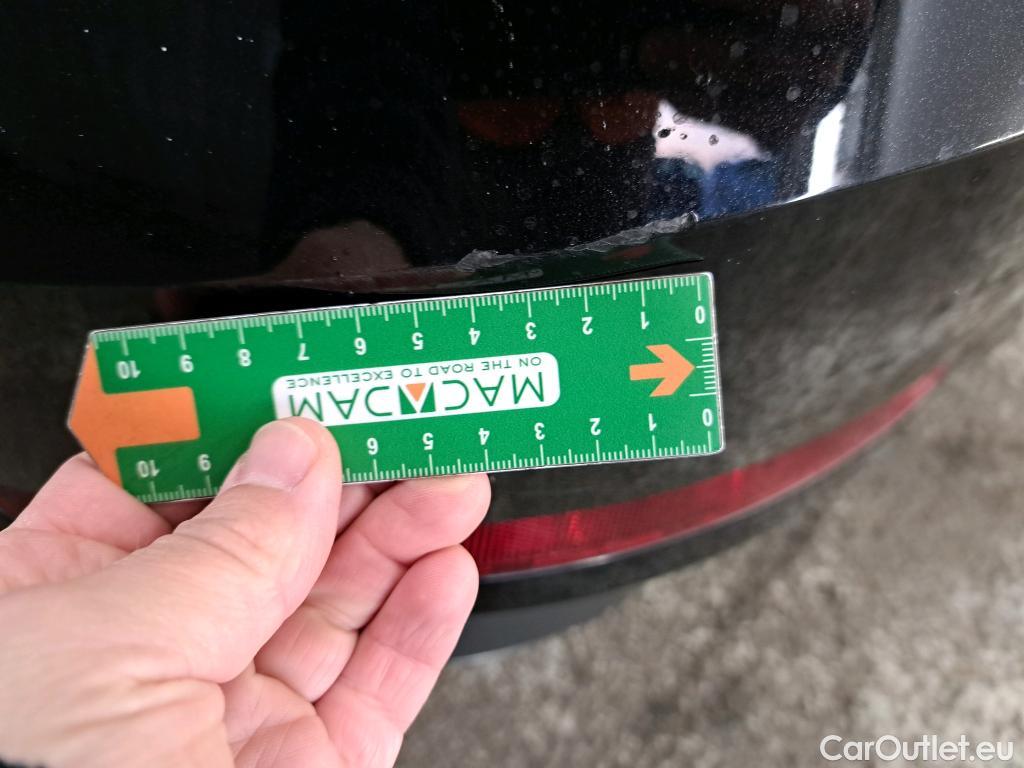 10 9 8 7 6 5 4 3 2 1 0
ON THE ROAD TO EXCELLENCE
MACADAM
10 9 6 5 4 3 2 1 0
CarOutlet.eu